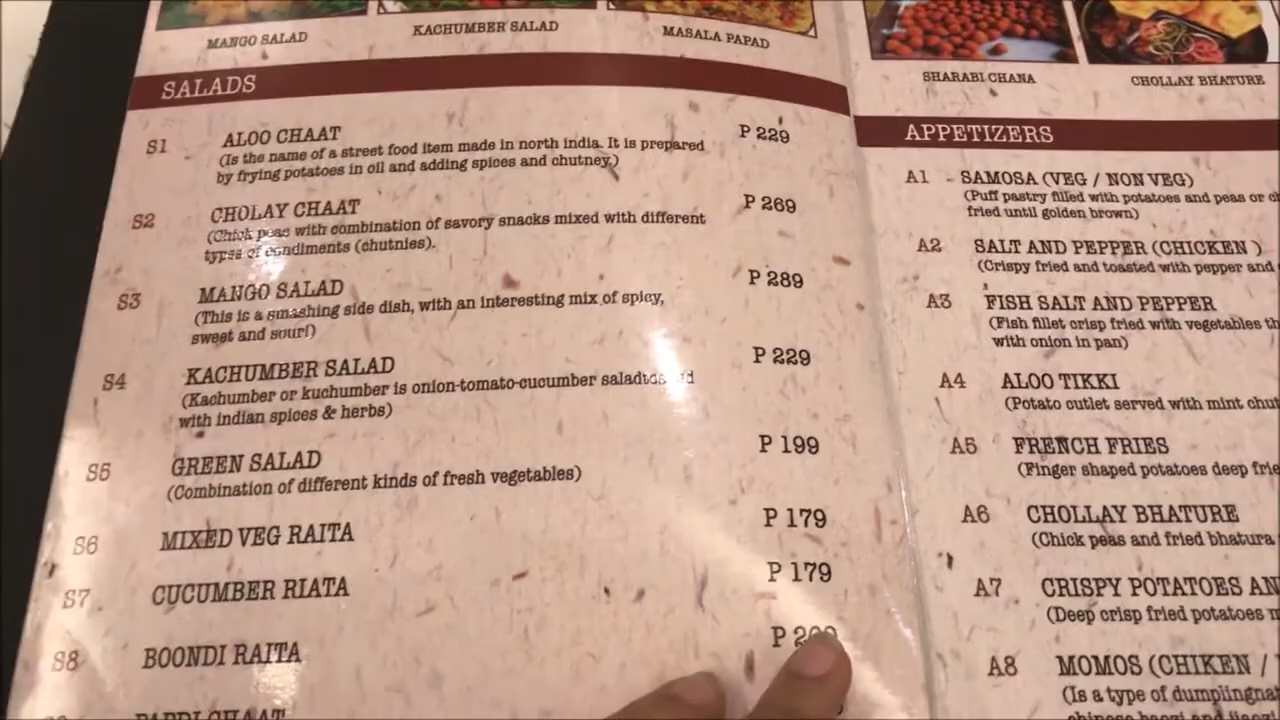 MANGO SALAD
KACHUMBER SALAD
MASALA PAPAD
SALADS
S1 ALOO CHAAT P 229
(Is the name of a street food item made in north india. It is prepared
by frying potatoes in oil and adding spices and chutney.)
S2 CHOLAY CHAAT P 269
(Chick peas with combination of savory snacks mixed with different
types of condiments (chutnies).
S3 MANGO SALAD P 289
(This is a smashing side dish, with an interesting mix of spicy,
sweet and sour!)
S4 KACHUMBER SALAD P 229
(Kachumber or kuchumber is onion-tomato-cucumber
with indian spices & herbs)
S5 GREEN SALAD P 199
(Combination of different kinds of fresh vegetables)
S6 MIXED VEG RAITA P 179
S7 CUCUMBER RIATA P 179
S8 BOONDI RAITA P
PAPRI CHAAT
SHARABI CHANA
CHOLLAY BHATURE
APPETIZERS
A1 - SAMOSA (VEG / NON VEG)
(Puff pastry filled with potatoes and peas or
fried until golden brown)
A2 SALT AND PEPPER (CHICKEN )
(Crispy fried and toasted with pepper and
A3 FISH SALT AND PEPPER
(Fish fillet crisp fried with vegetables
with onion in pan)
A4 ALOO TIKKI
(Potato cutlet served with mint
A5 FRENCH FRIES
(Finger shaped potatoes deep
A6 CHOLLAY BHATURE
(Chick peas and fried bhatura
A7 CRISPY POTATOES
(Deep crisp fried potatoes
A8 MOMOS (CHIKEN /
(Is a type of